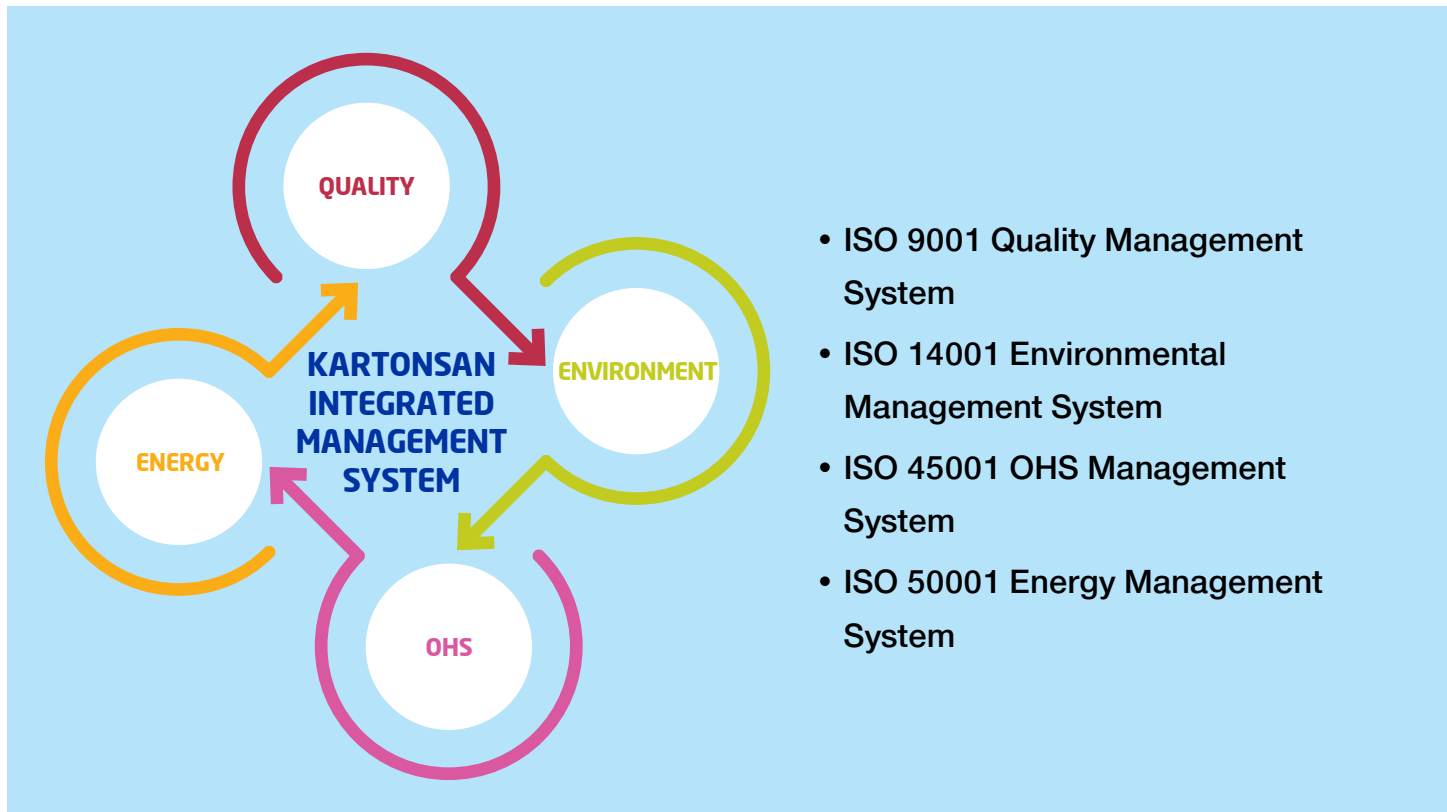 QUALITY
ENVIRONMENT
KARTONSAN
INTEGRATED
MANAGEMENT
SYSTEM
ENERGY
OHS
• ISO 9001 Quality Management
System
• ISO 14001 Environmental
Management System
• ISO 45001 OHS Management
System
• ISO 50001 Energy Management
System